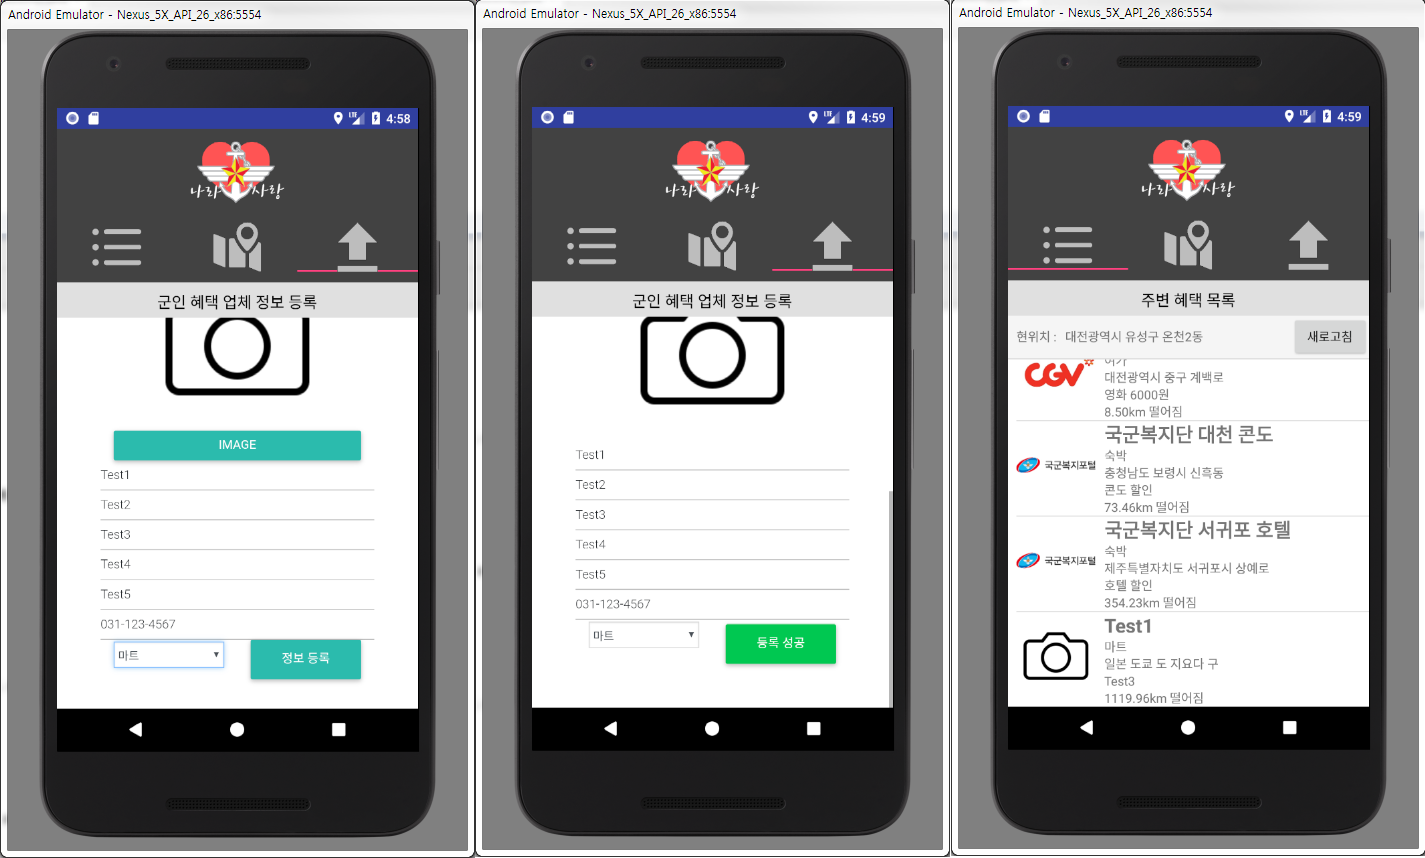 Android Emulator - Nexus_5X_API_26_x86:5554
LTE 4:58
나라사랑
군인 혜택 업체 정보 등록
IMAGE
Test1
Test2
Test3
Test4
Test5
031-123-4567
마트
정보 등록
Android Emulator - Nexus_5X_API_26_x86:5554
LTE 4:59
나라사랑
군인 혜택 업체 정보 등록
Test1
Test2
Test3
Test4
Test5
031-123-4567
마트
등록 성공
Android Emulator - Nexus_5X_API_26_x86:5554
LTE 4:59
나라사랑
주변 혜택 목록
현위치 : 대전광역시 유성구 온천2동
새로고침
CGV
여가
대전광역시 중구 계백로
영화 6000원
8.50km 떨어짐
국군복지포털
국군복지단 대천 콘도
숙박
충청남도 보령시 신흑동
콘도 할인
73.46km 떨어짐
국군복지포털
국군복지단 서귀포 호텔
숙박
제주특별자치도 서귀포시 상예로
호텔 할인
354.23km 떨어짐
Test1
마트
일본 도쿄 도 지요다 구
Test3
1119.96km 떨어짐